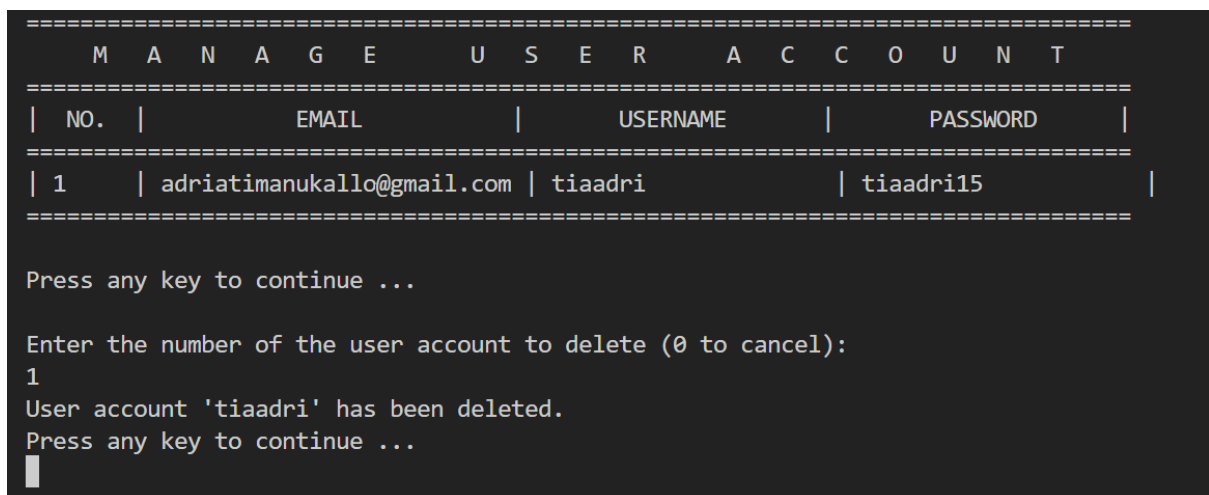 ==================================================================================
M A N A G E   U S E R   A C C O U N T
==================================================================================
| NO. | EMAIL | USERNAME | PASSWORD |
==================================================================================
| 1 | adriatimanukallo@gmail.com | tiaadri | tiaadri15 |
==================================================================================
Press any key to continue ...
Enter the number of the user account to delete (0 to cancel):
1
User account 'tiaadri' has been deleted.
Press any key to continue ...